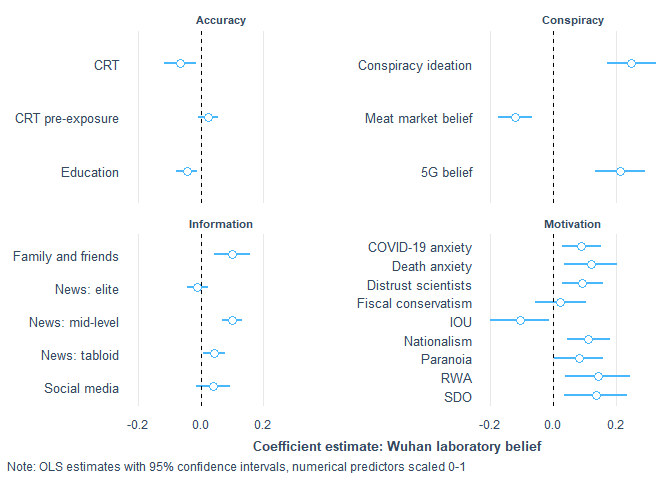 Accuracy
CRT
CRT pre-exposure
Education
Conspiracy
Conspiracy ideation
Meat market belief
5G belief
Information
Family and friends
News: elite
News: mid-level
News: tabloid
Social media
-0.2 0.0 0.2
Motivation
COVID-19 anxiety
Death anxiety
Distrust scientists
Fiscal conservatism
IOU
Nationalism
Paranoia
RWA
SDO
-0.2 0.0 0.2
Coefficient estimate: Wuhan laboratory belief
Note: OLS estimates with 95% confidence intervals, numerical predictors scaled 0-1